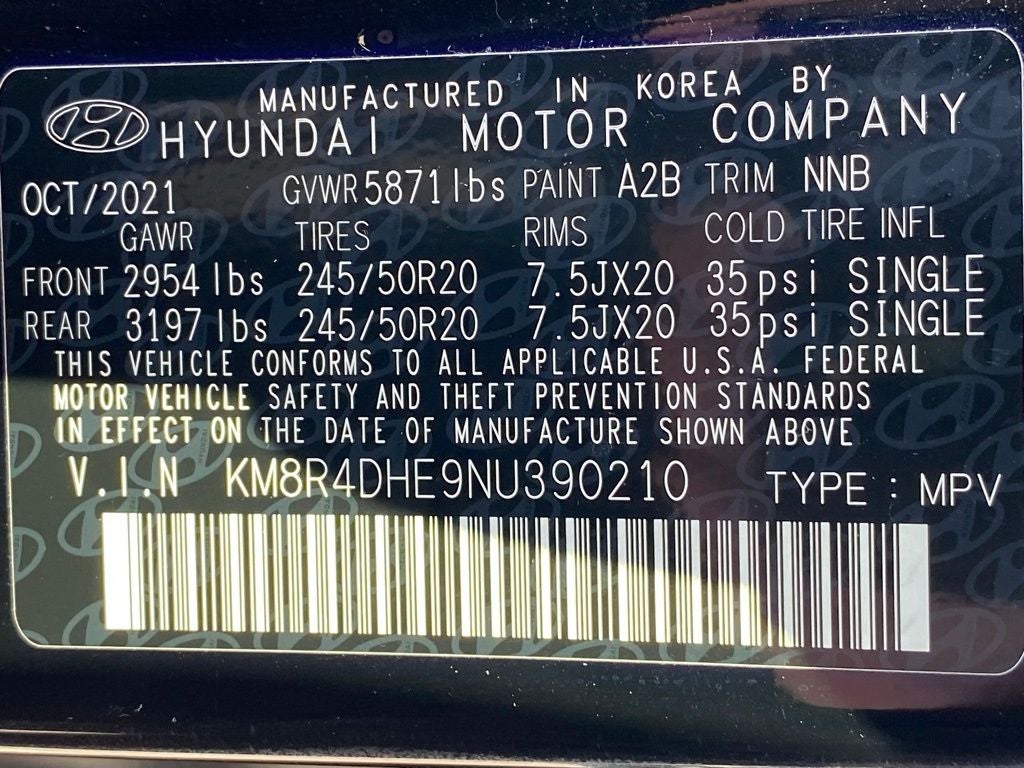 MANUFACTURED IN KOREA BY
HYUNDAI MOTOR COMPANY
OCT/2021 GVWR 5871lbs PAINT A2B TRIM NNB
GAWR TIRES RIMS COLD TIRE INFL
FRONT 2954 lbs 245/50R20 7.5JX20 35psi SINGLE
REAR 3197 lbs 245/50R20 7.5JX20 35psi SINGLE
THIS VEHICLE CONFORMS TO ALL APPLICABLE U.S.A. FEDERAL
MOTOR VEHICLE SAFETY AND THEFT PREVENTION STANDARDS
IN EFFECT ON THE DATE OF MANUFACTURE SHOWN ABOVE
V.I.N KM8R4DHE9NU390210 TYPE : MPV